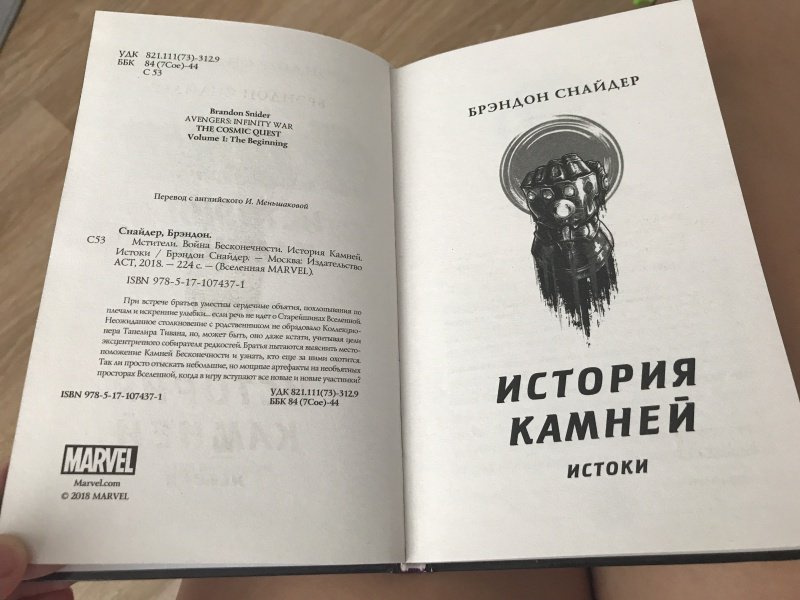 УДК 821.111(73)-312.9
ББК 84 (7Сое)-44
С 53
Brandon Snider
AVENGERS: INFINITY WAR
THE COSMIC QUEST
Volume 1: The Beginning
Перевод с английского И. Меньшаковой
Снайдер, Брэндон.
С53 Мстители. Война Бесконечности. История Камней.
Истоки / Брэндон Снайдер. — Москва: Издательство
АСТ, 2018. — 224 с. — (Вселенная MARVEL).
ISBN 978-5-17-107437-1
При встрече братьев уместны сердечные объятия, похлопывания по
плечам и искренние улыбки... если речь не идет о Старейшинах Вселенной.
Неожиданное столкновение с родственником не обрадовало Коллекцио-
нера Танелира Тивана, но, может быть, оно даже кстати, учитывая цели
эксцентричного собирателя редкостей. Братья пытаются выяснить место-
положение Камней Бесконечности и узнать, кто еще за ними охотится.
Так ли просто отыскать небольшие, но мощные артефакты на необъятных
просторах Вселенной, когда в игру вступают все новые и новые участники?
УДК 821.111(73)-312.9
ББК 84 (7Сое)-44
ISBN 978-5-17-107437-1
MARVEL
Marvel.com
© 2018 MARVEL
БРЭНДОН СНАЙДЕР
ИСТОРИЯ
КАМНЕЙ
ИСТОКИ